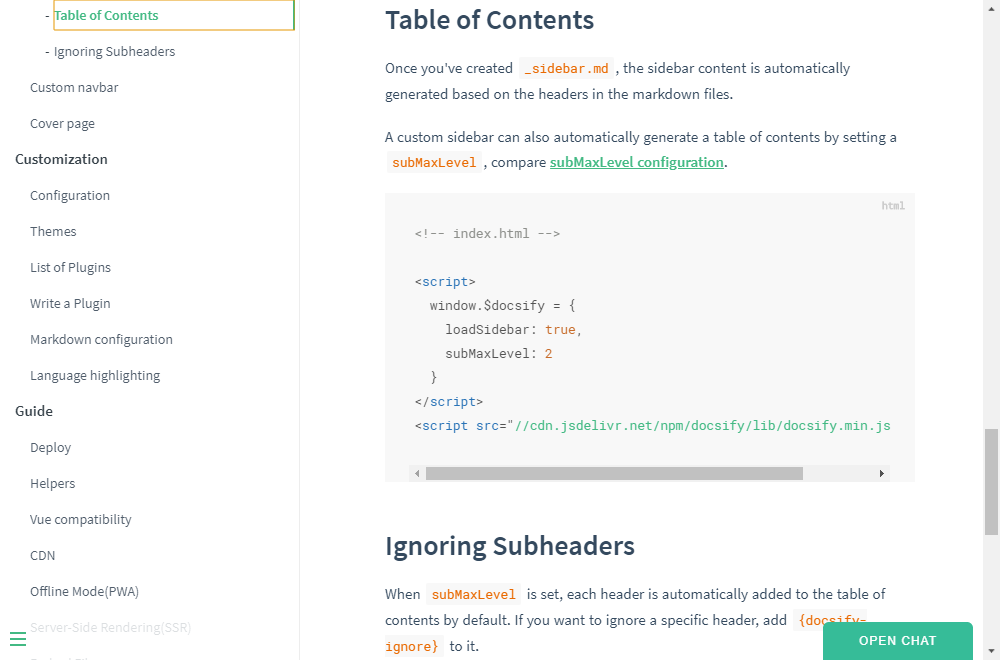 - Table of Contents
- Ignoring Subheaders
Custom navbar
Cover page
Customization
Configuration
Themes
List of Plugins
Write a Plugin
Markdown configuration
Language highlighting
Guide
Deploy
Helpers
Vue compatibility
CDN
Offline Mode(PWA)
Server-Side Rendering(SSR)
Table of Contents
Once you've created _sidebar.md , the sidebar content is automatically
generated based on the headers in the markdown files.
A custom sidebar can also automatically generate a table of contents by setting a
subMaxLevel , compare subMaxLevel configuration.
html
<!-- index.html -->
<script>
window.$docsify = {
loadSidebar: true,
subMaxLevel: 2
}
</script>
<script src="//cdn.jsdelivr.net/npm/docsify/lib/docsify.min.js
Ignoring Subheaders
When subMaxLevel is set, each header is automatically added to the table of
contents by default. If you want to ignore a specific header, add {docsify-
ignore} to it.
OPEN CHAT